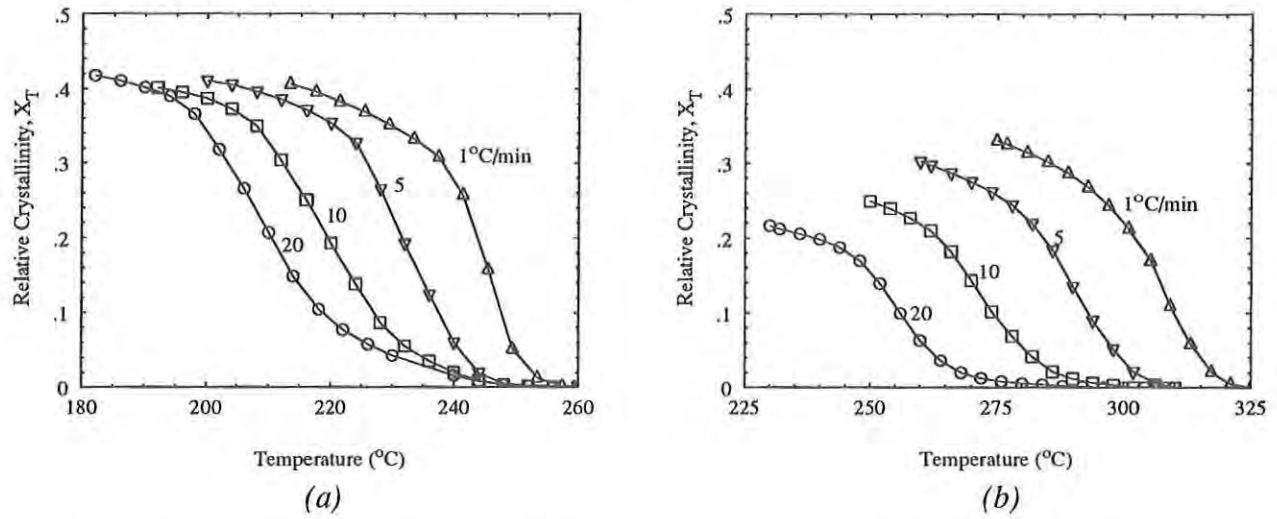 .5
.4
.3
.2
.1
0
Relative Crystallinity, X_T
1°C/min
5
10
20
180 200 220 240 260
Temperature (°C)
(a)
.5
.4
.3
.2
.1
0
Relative Crystallinity, X_T
1°C/min
5
10
20
225 250 275 300 325
Temperature (°C)
(b)